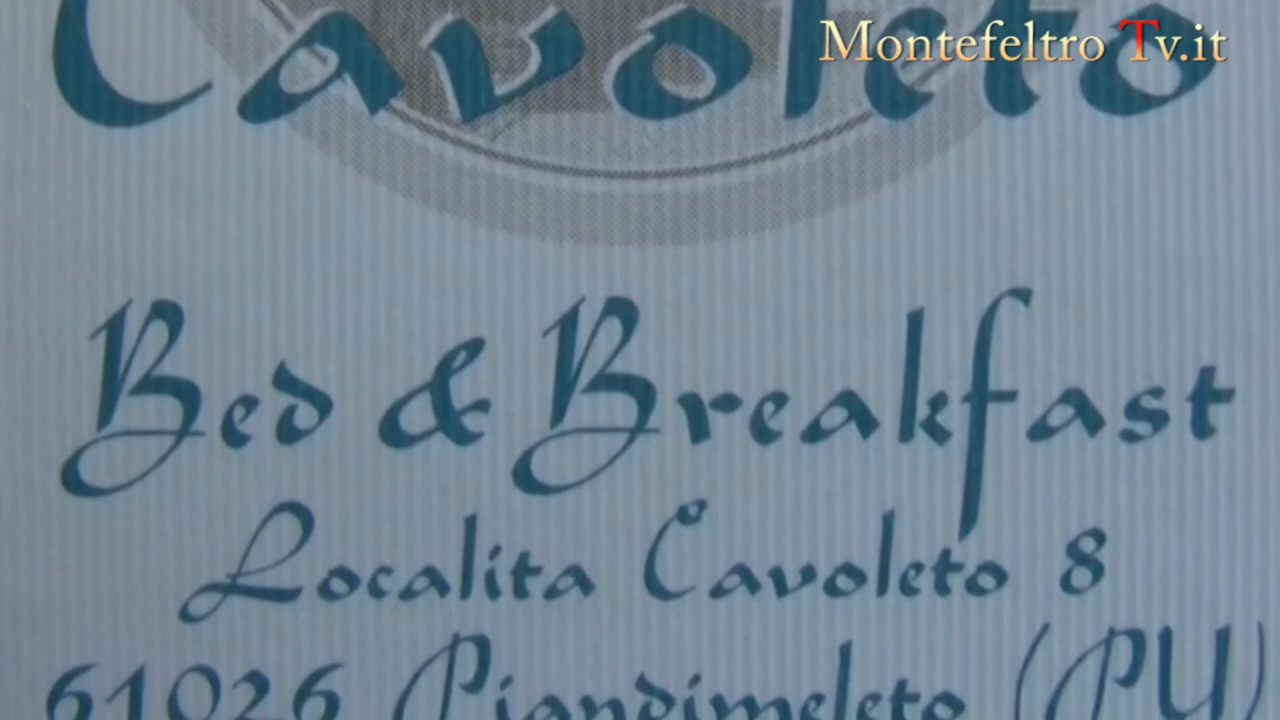 Montefeltro Tv.it
Cavoleto
Bed & Breakfast
Localita Cavoleto 8
61026 Piandimeleto (PU)